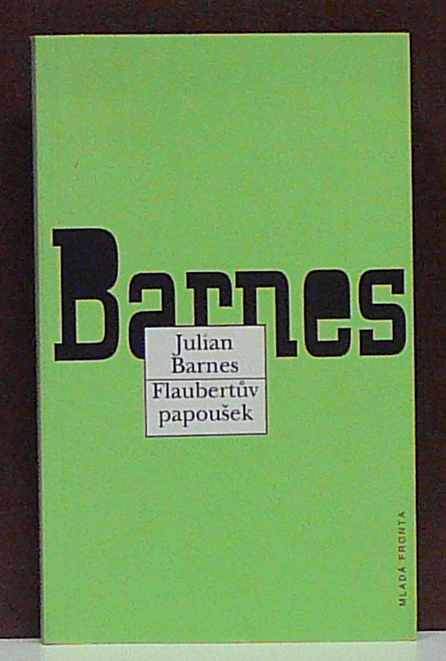 Barnes
Julian
Barnes
Flaubertův
papoušek
MLADÁ FRONTA